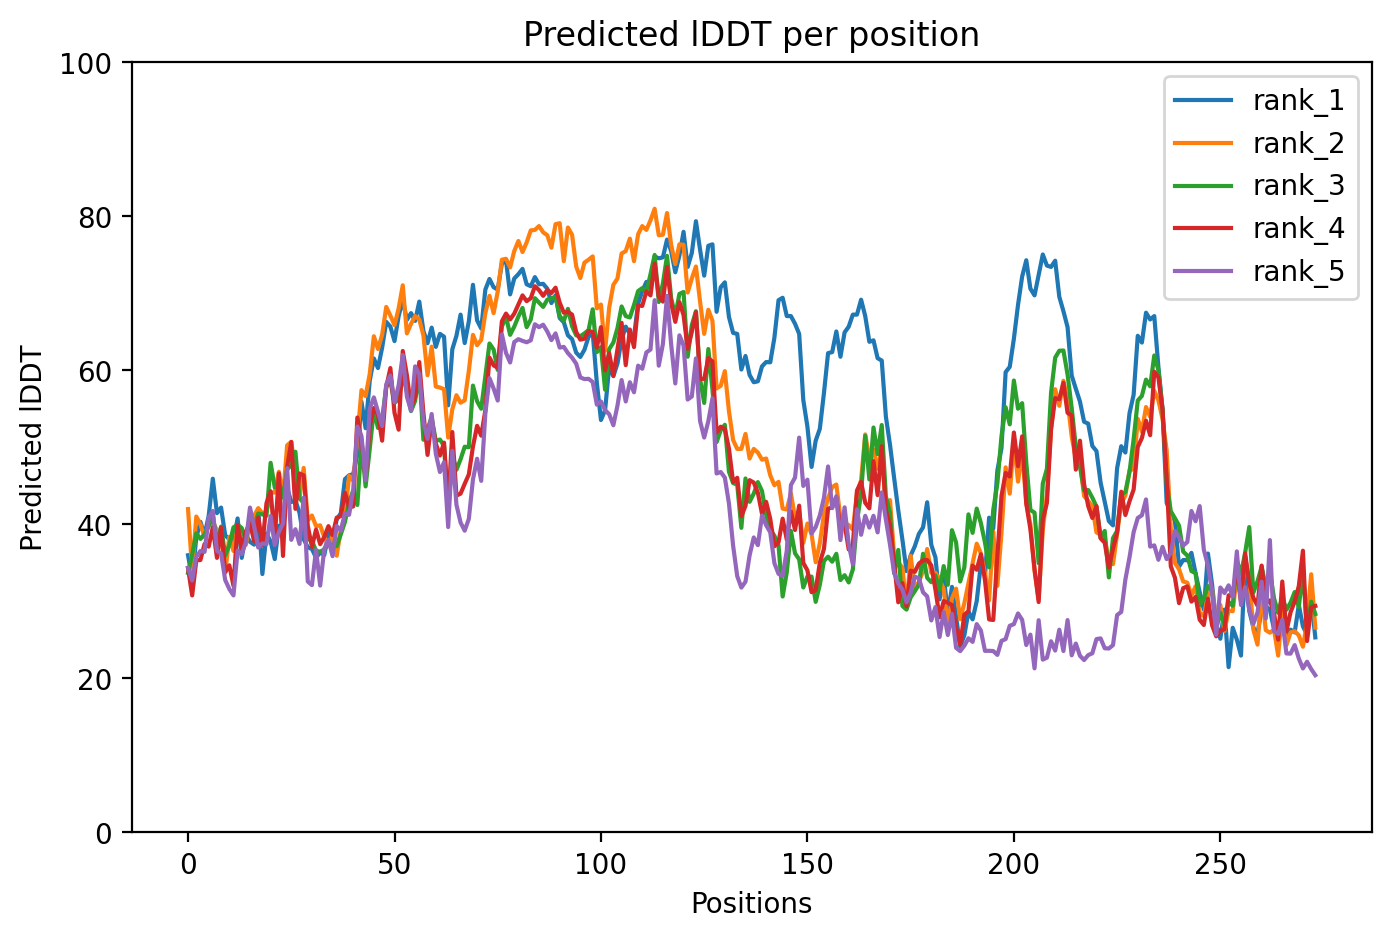 Predicted lDDT per position
100
80
60
40
20
0
Predicted lDDT
0 50 100 150 200 250
Positions
rank_1
rank_2
rank_3
rank_4
rank_5